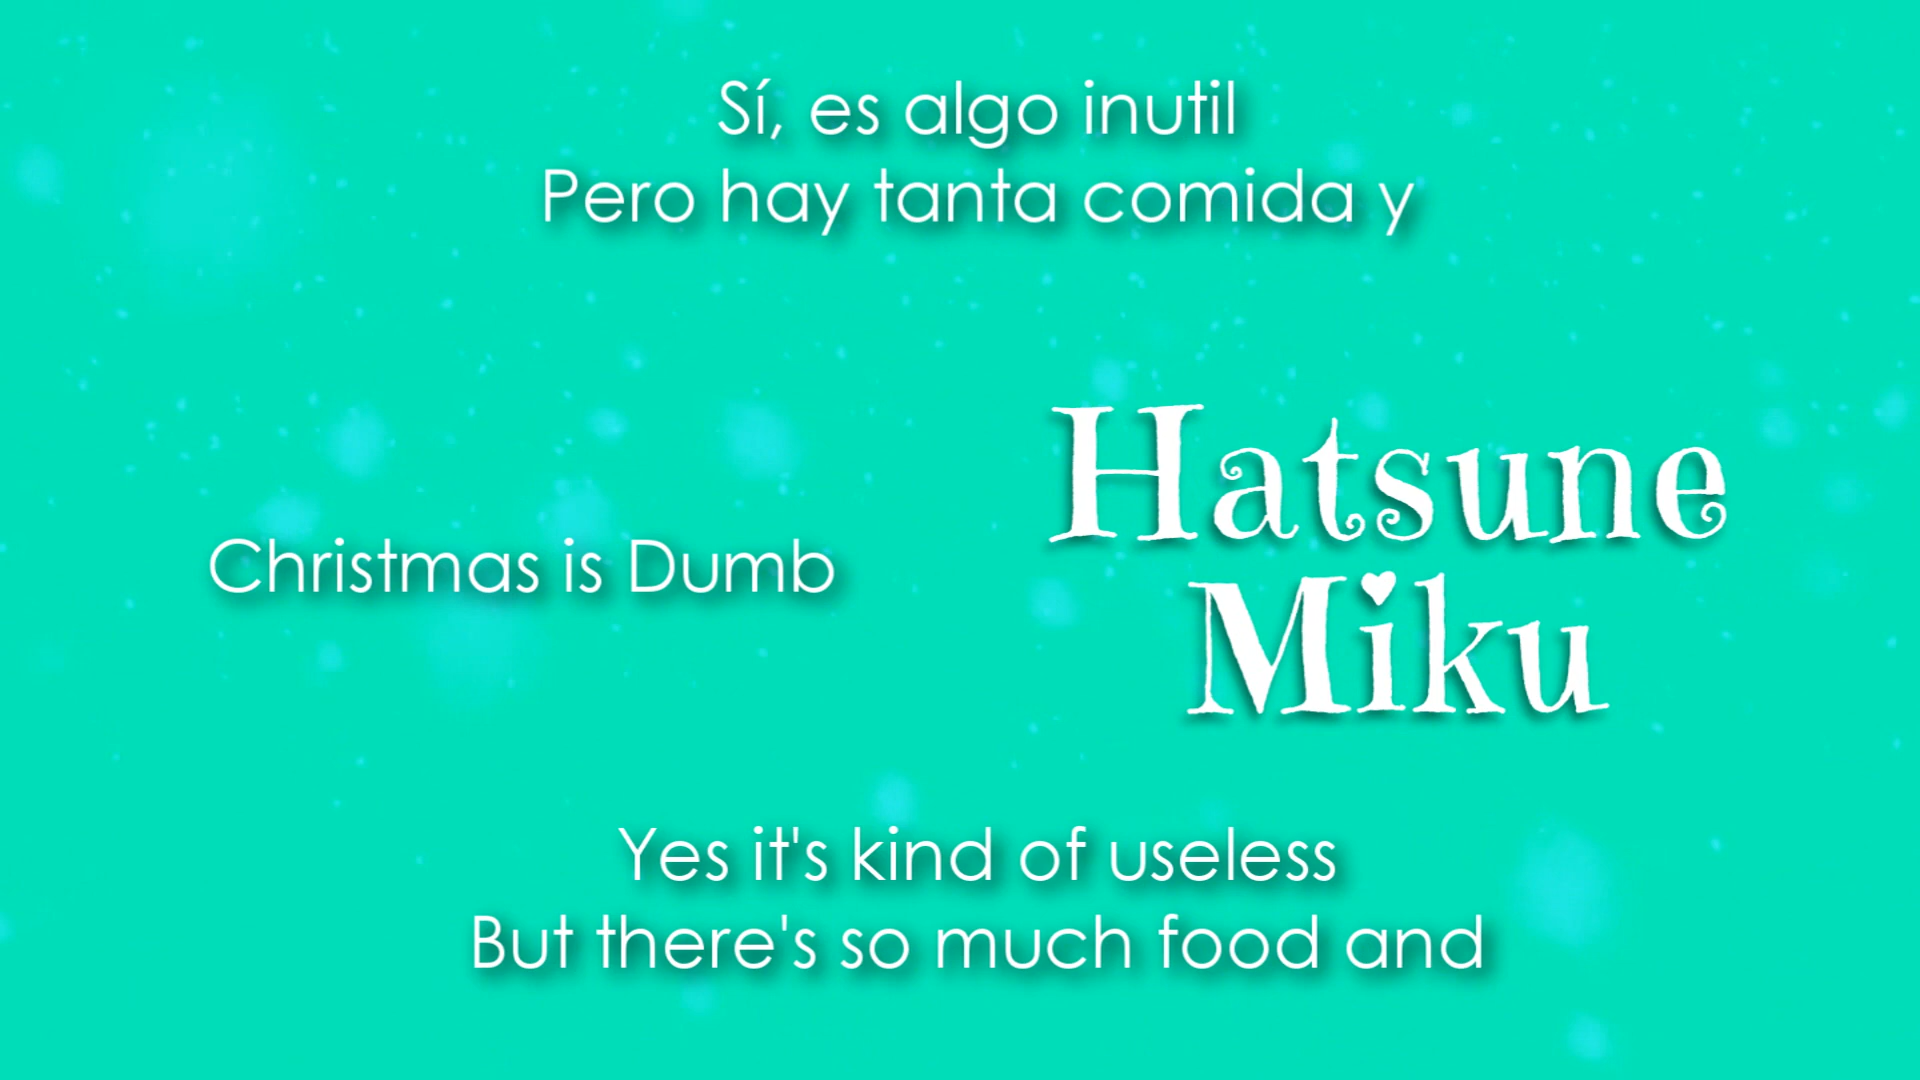 Sí, es algo inutil
Pero hay tanta comida y
Christmas is Dumb
Hatsune
Miku
Yes it's kind of useless
But there's so much food and